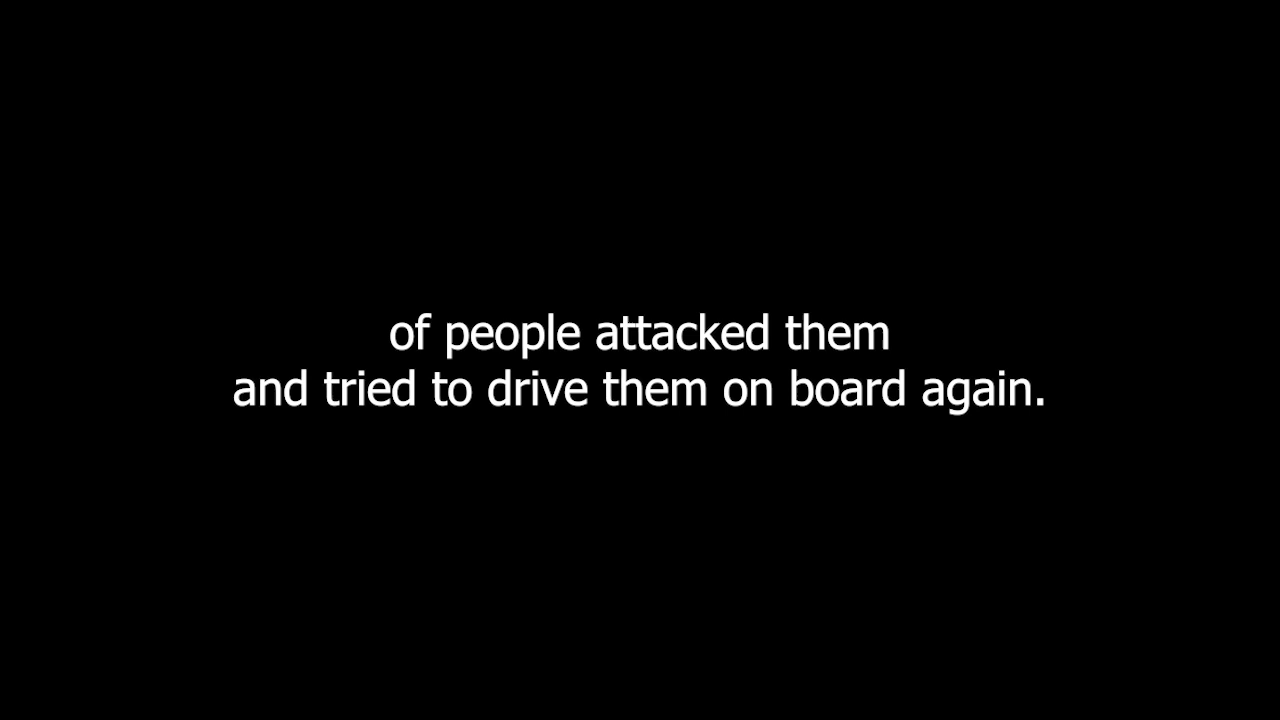 of people attacked them
and tried to drive them on board again.